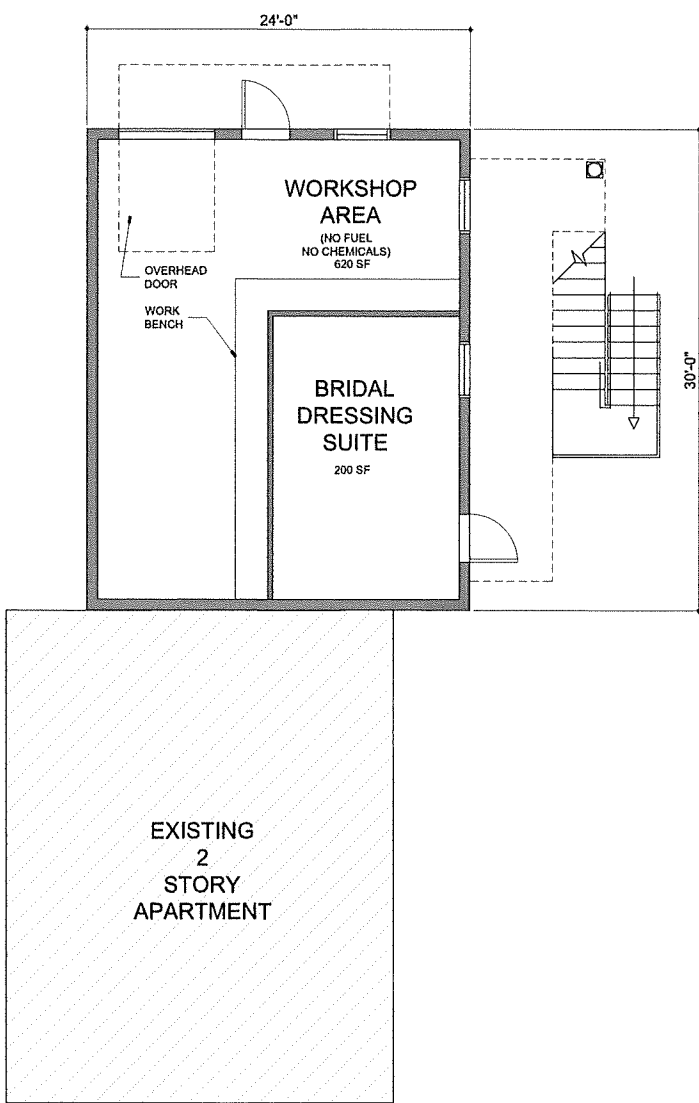 24'-0"
WORKSHOP
AREA
(NO FUEL
NO CHEMICALS)
620 SF
OVERHEAD
DOOR
WORK
BENCH
30'-0"
BRIDAL
DRESSING
SUITE
200 SF
EXISTING
2
STORY
APARTMENT